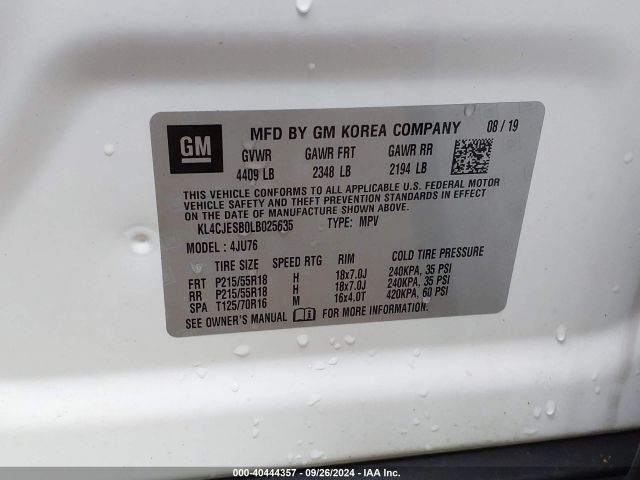 GM
MFD BY GM KOREA COMPANY 08 / 19
GVWR GAWR FRT GAWR RR
4409 LB 2348 LB 2194 LB
THIS VEHICLE CONFORMS TO ALL APPLICABLE U.S. FEDERAL MOTOR
VEHICLE SAFETY AND THEFT PREVENTION STANDARDS IN EFFECT
ON THE DATE OF MANUFACTURE SHOWN ABOVE.
KL4CJESB0LB025635 TYPE: MPV
MODEL: 4JU76
TIRE SIZE SPEED RTG RIM COLD TIRE PRESSURE
FRT P215/55R18 H 18x7.0J 240KPA, 35 PSI
RR P215/55R18 H 18x7.0J 240KPA, 35 PSI
SPA T125/70R16 M 16x4.0T 420KPA, 60 PSI
SEE OWNER'S MANUAL FOR MORE INFORMATION
000-40444357 - 09/26/2024 - IAA Inc.